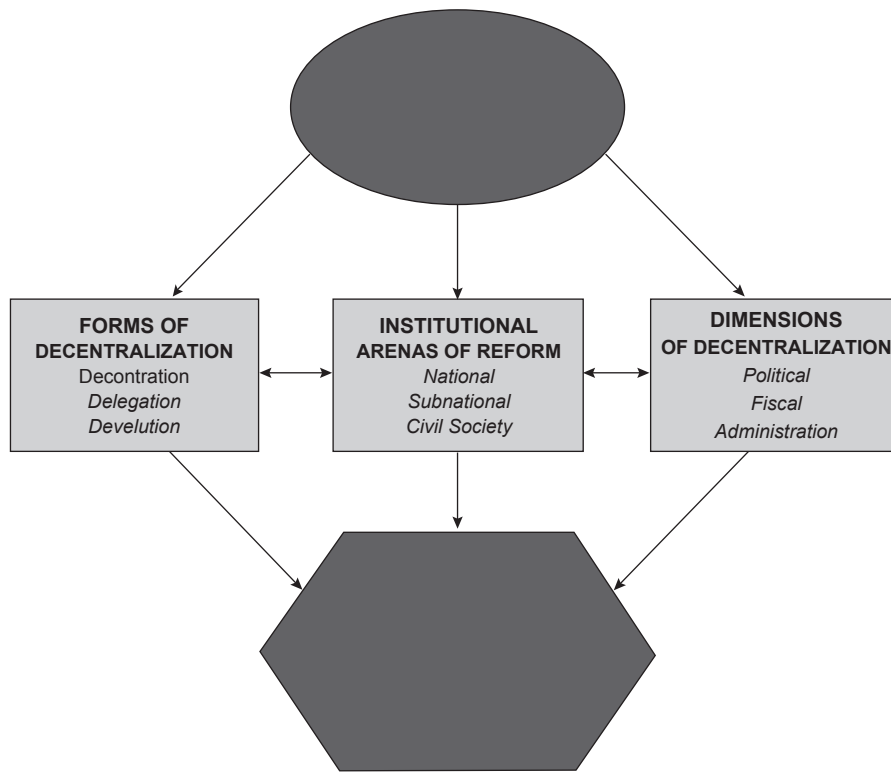 FORMS OF
DECENTRALIZATION
Decontration
Delegation
Develution
INSTITUTIONAL
ARENAS OF REFORM
National
Subnational
Civil Society
DIMENSIONS
OF DECENTRALIZATION
Political
Fiscal
Administration